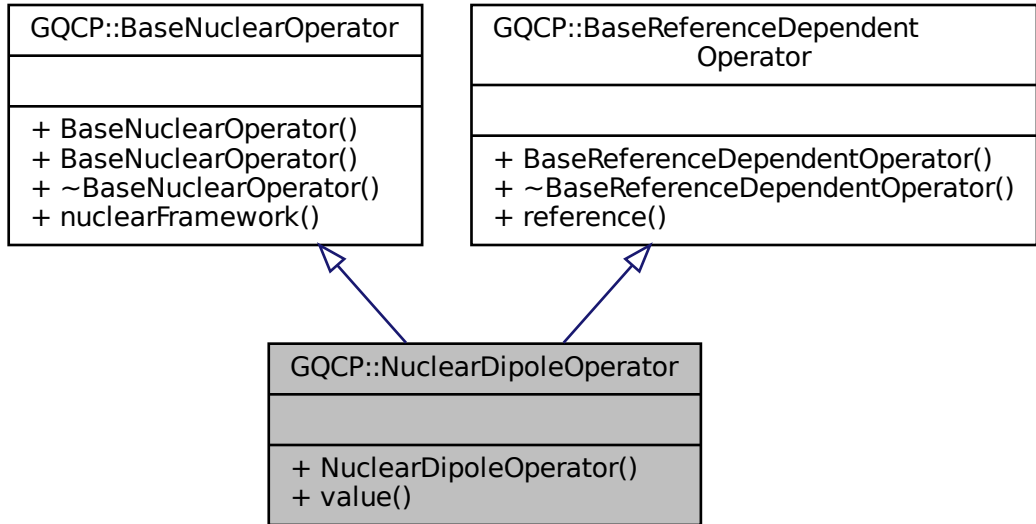 GQCP::BaseNuclearOperator
+ BaseNuclearOperator()
+ BaseNuclearOperator()
+ ~BaseNuclearOperator()
+ nuclearFramework()
GQCP::BaseReferenceDependent
Operator
+ BaseReferenceDependentOperator()
+ ~BaseReferenceDependentOperator()
+ reference()
GQCP::NuclearDipoleOperator
+ NuclearDipoleOperator()
+ value()